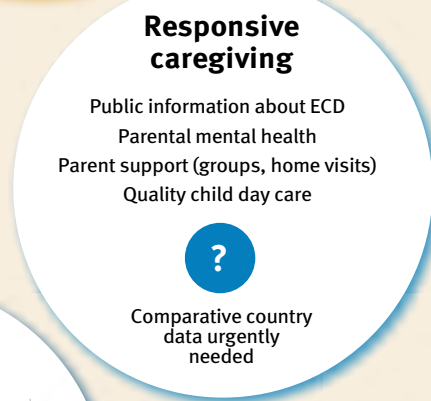 Responsive
caregiving
Public information about ECD
Parental mental health
Parent support (groups, home visits)
Quality child day care
?
Comparative country
data urgently
needed